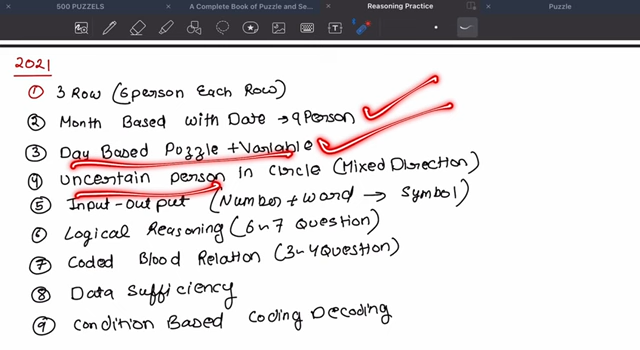 500 PUZZELS
A Complete Book of Puzzle and Se...
Reasoning Practice
Puzzle
2021
① 3 Row (6 person Each Row)
② Month Based With Date → 9 Person
③ Day Based Puzzle + Variable
④ Uncertain person in Circle (Mixed Direction)
⑤ Input-output (Number + word → Symbol)
⑥ Logical Reasoning (6~7 Question)
⑦ Coded Blood Relation (3~4 Question)
⑧ Data Sufficiency
⑨ Condition Based Coding Decoding